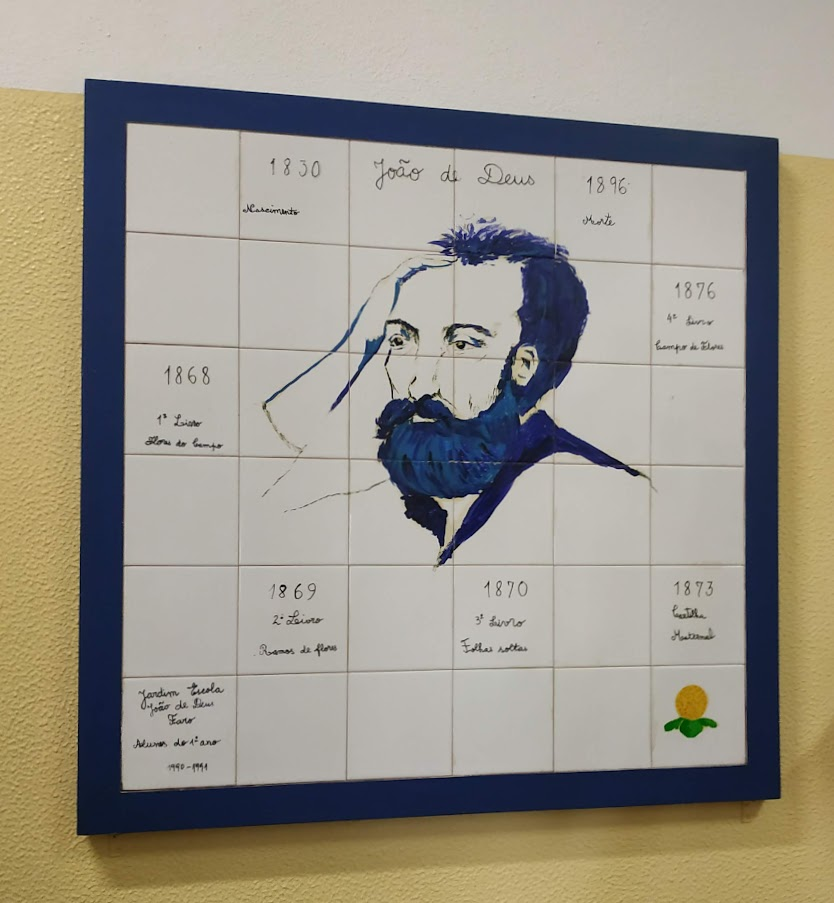 João de Deus
1830
Nascimento
1896
Morte
1876
4º Livro
Campo de Flores
1868
1º Livro
Flores do Campo
1869
2º Livro
Ramos de flores
1870
3º Livro
Folhas soltas
1873
Cartilha
Maternal
Jardim Escola
João de Deus
Faro
Alunos do 1º ano
1990-1991